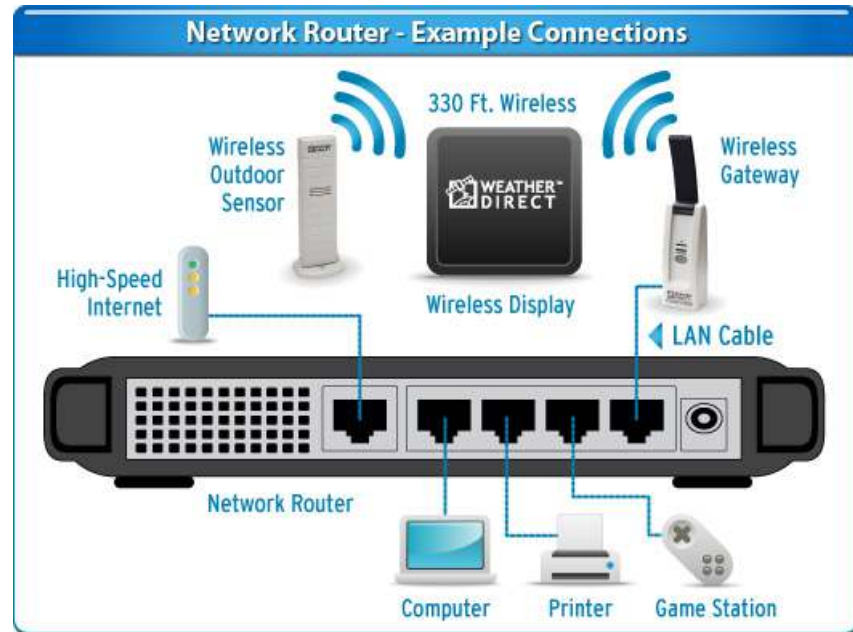 Network Router - Example Connections
330 Ft. Wireless
Wireless
Outdoor
Sensor
WEATHER™
DIRECT
Wireless
Gateway
High-Speed
Internet
Wireless Display
LAN Cable
Network Router
Computer
Printer
Game Station